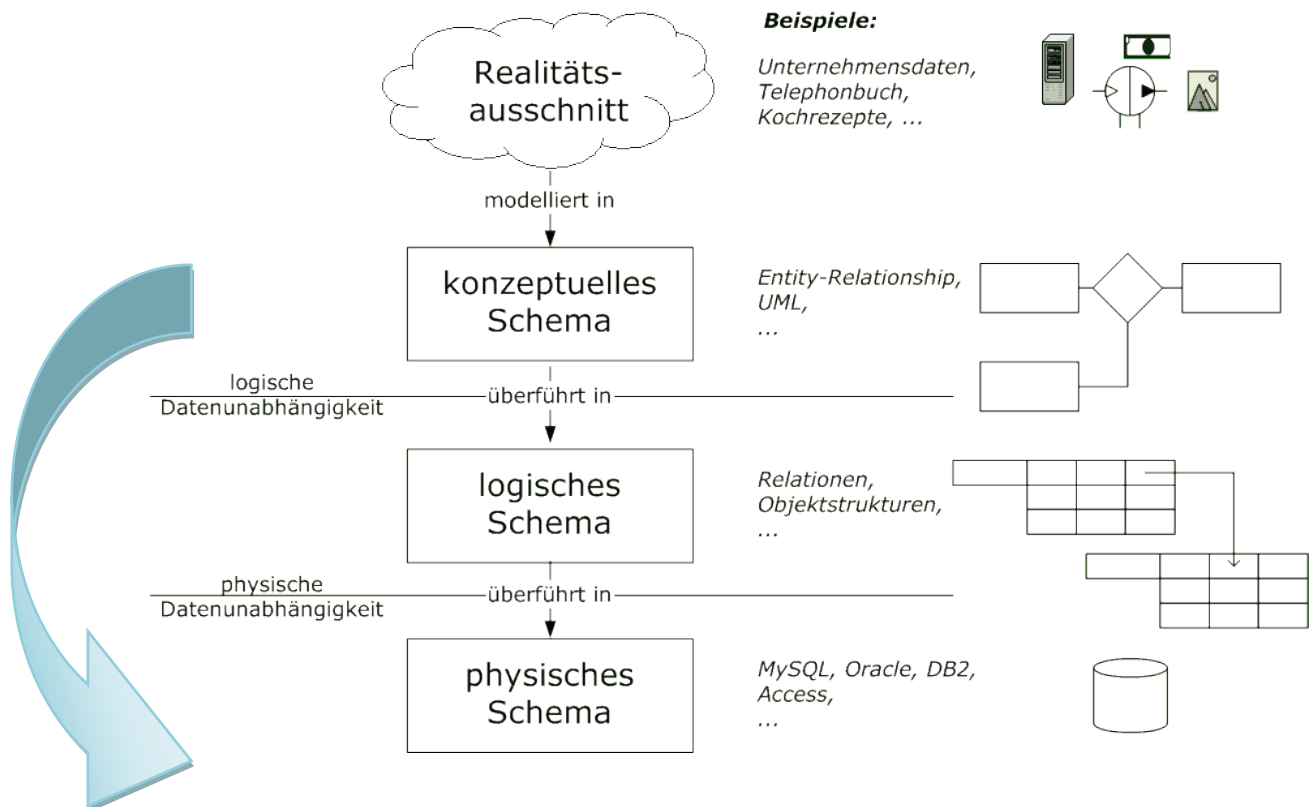 Beispiele:
Realitäts-
ausschnitt
Unternehmensdaten,
Telephonbuch,
Kochrezepte, ...
modelliert in
konzeptuelles
Schema
Entity-Relationship,
UML,
...
logische
Datenunabhängigkeit
überführt in
logisches
Schema
Relationen,
Objektstrukturen,
...
physische
Datenunabhängigkeit
überführt in
physisches
Schema
MySQL, Oracle, DB2,
Access,
...